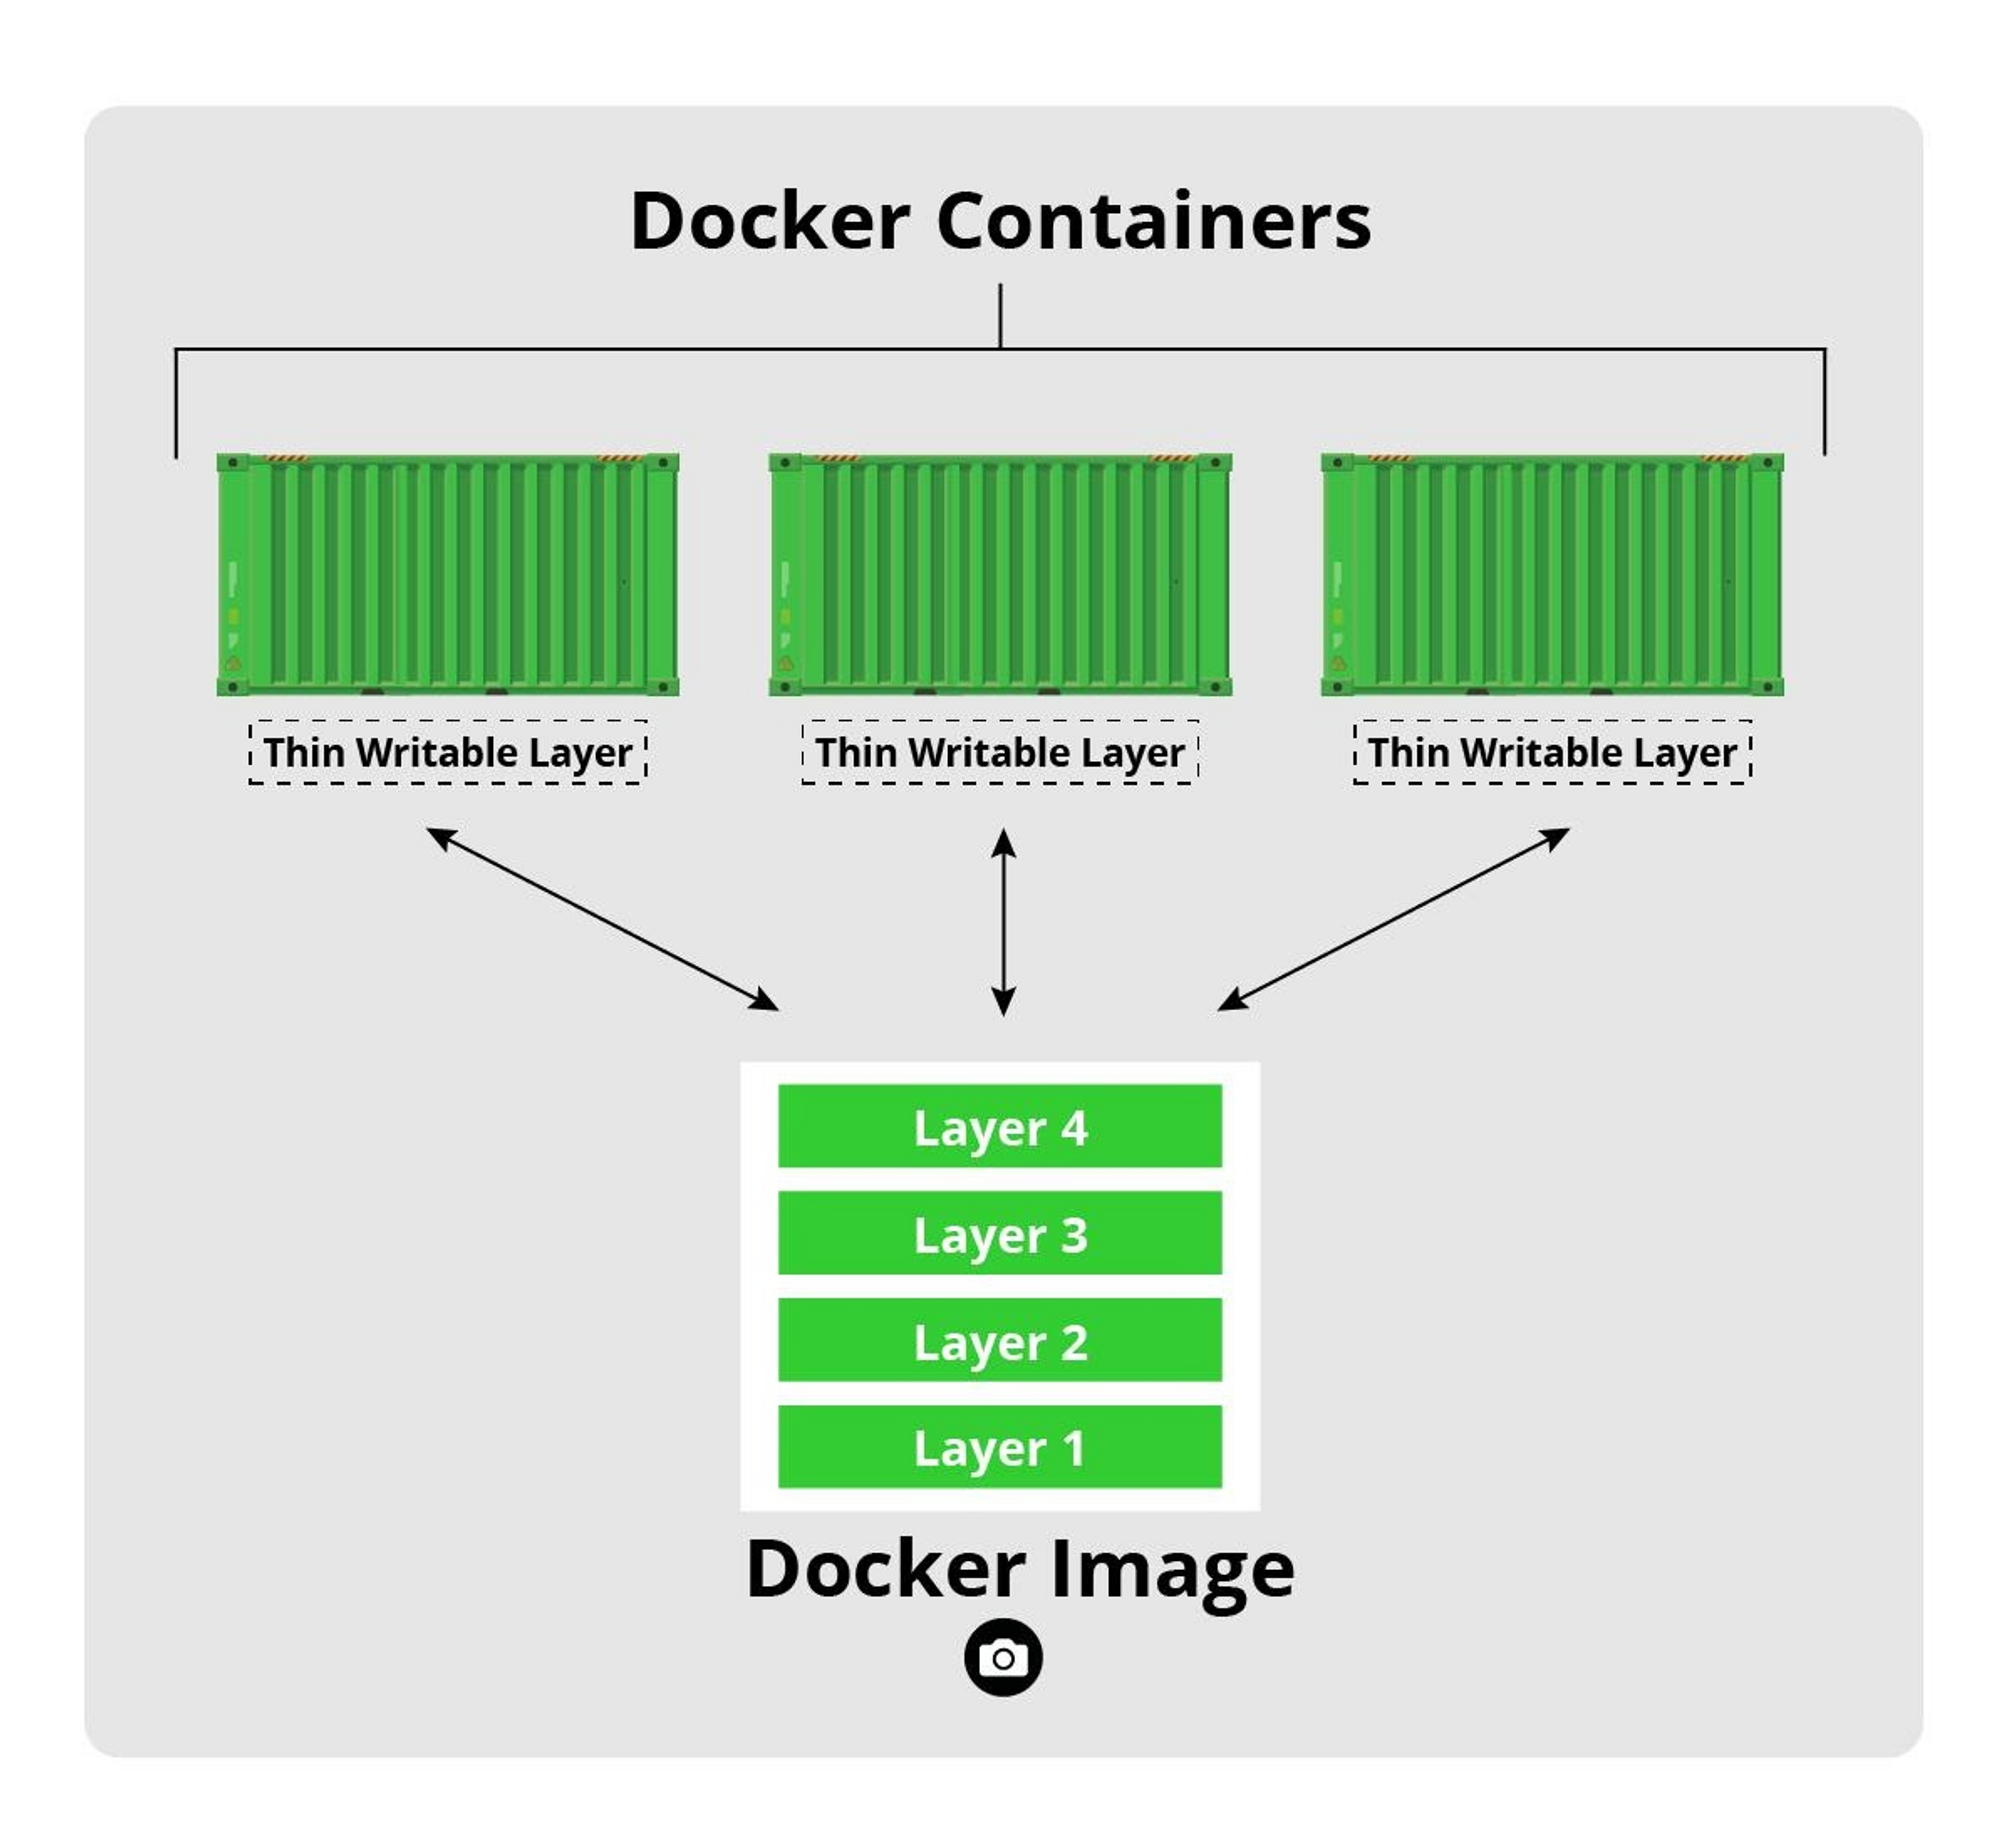 Docker Containers
Thin Writable Layer
Thin Writable Layer
Thin Writable Layer
Layer 4
Layer 3
Layer 2
Layer 1
Docker Image